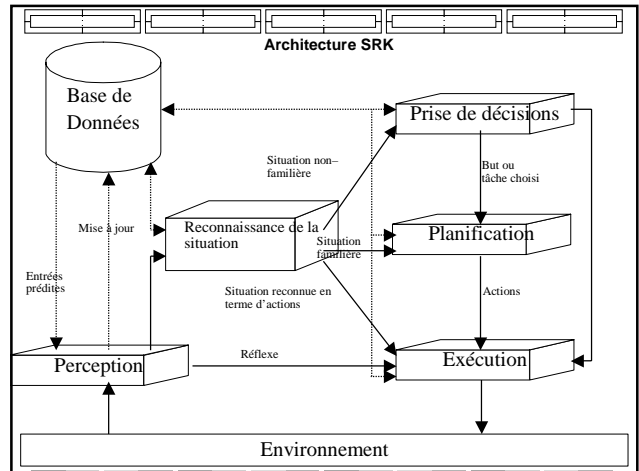 Architecture SRK
Base de
Données
Prise de décisions
Situation non–
familière
But ou
tâche choisi
Mise à jour
Reconnaissance de la
situation
Situation
familière
Planification
Entrées
prédites
Situation reconnue en
terme d'actions
Actions
Perception
Réflexe
Exécution
Environnement